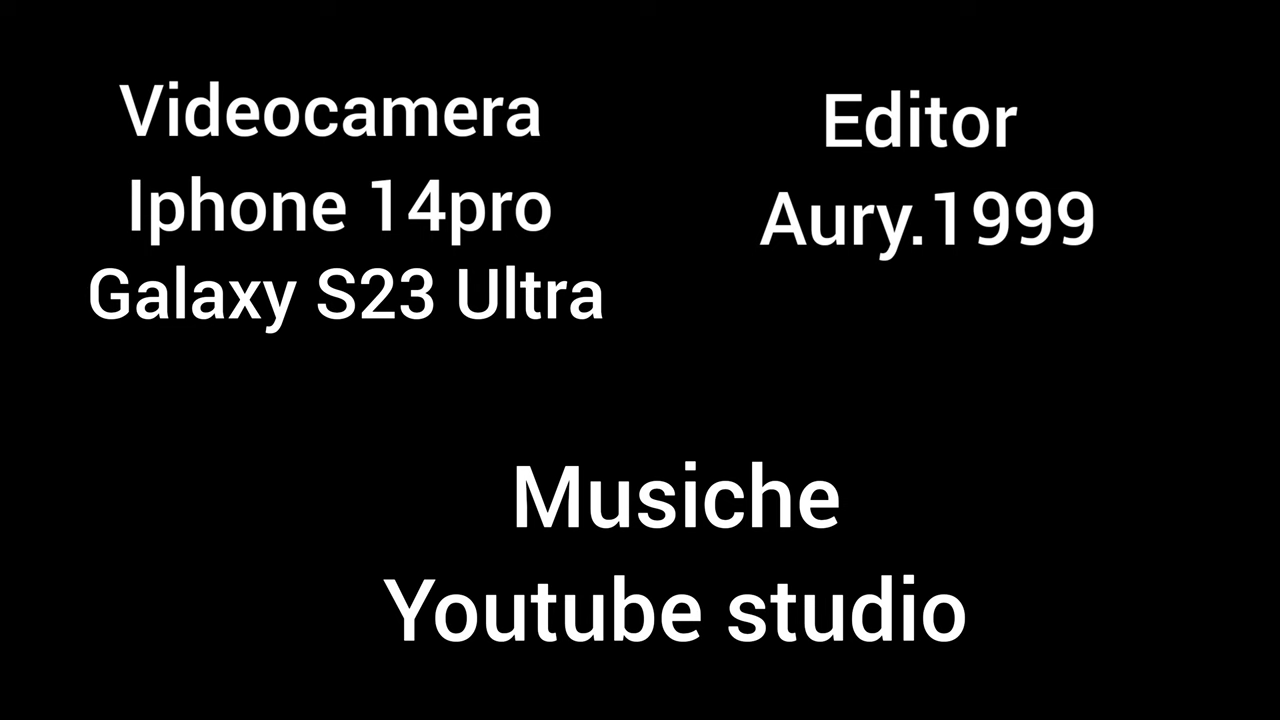 Videocamera
Iphone 14pro
Galaxy S23 Ultra
Editor
Aury.1999
Musiche
Youtube studio